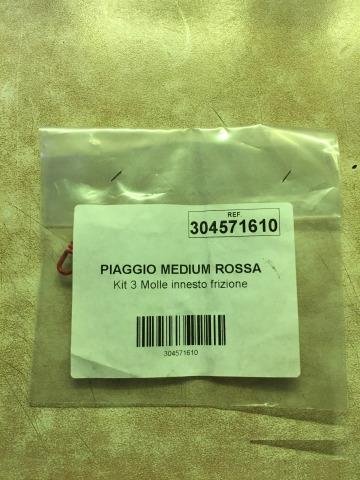 REF.
304571610
PIAGGIO MEDIUM ROSSA
Kit 3 Molle innesto frizione
304571610